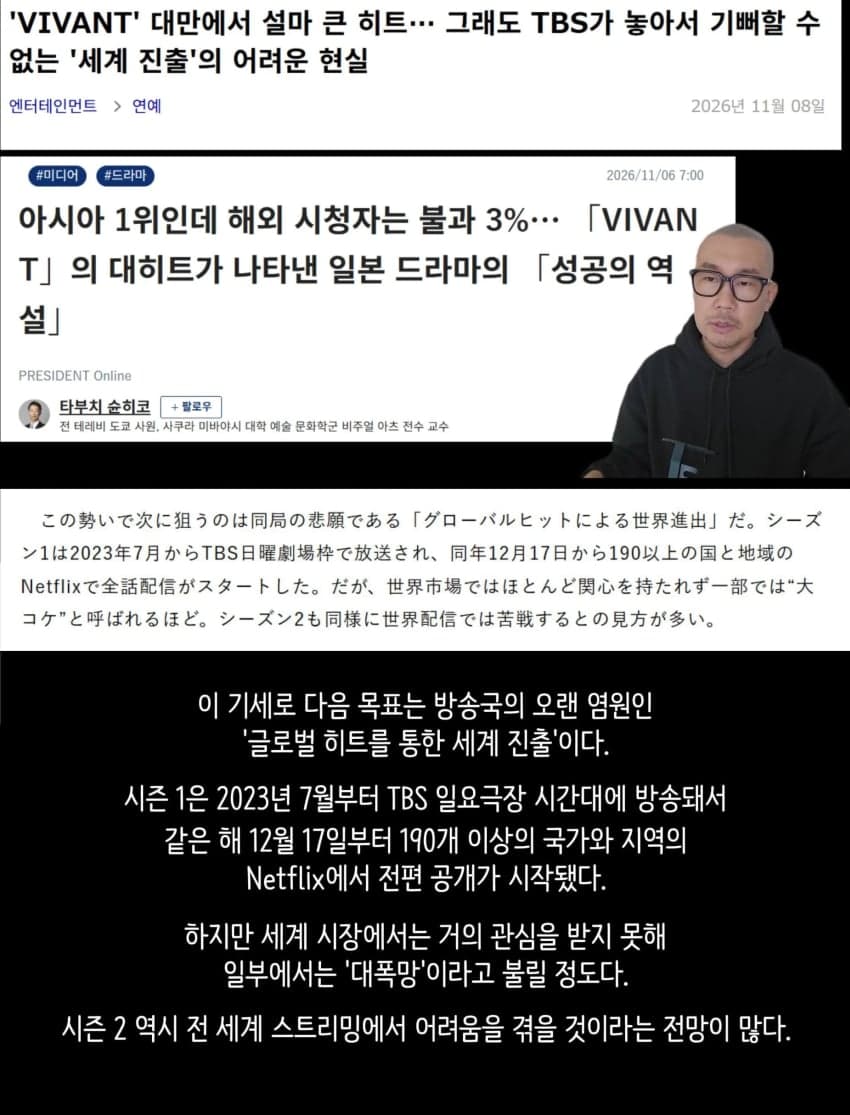 'VIVANT' 대만에서 설마 큰 히트… 그래도 TBS가 놓아서 기뻐할 수
없는 '세계 진출'의 어려운 현실
엔터테인먼트 > 연예
2026년 11월 08일
#미디어 #드라마
2026/11/06 7:00
아시아 1위인데 해외 시청자는 불과 3%… 「VIVAN
T」의 대히트가 나타낸 일본 드라마의 「성공의 역
설」
PRESIDENT Online
타부치 슌히코 + 팔로우
전 테레비 도쿄 사원, 사쿠라 미바야시 대학 예술 문화학군 비주얼 아츠 전수 교수
この勢いで次に狙うのは同局の悲願である「グローバルヒットによる世界進出」だ。シーズ
ン1は2023年7月からTBS日曜劇場枠で放送され、同年12月17日から190以上の国と地域の
Netflixで全話配信がスタートした。だが、世界市場ではほとんど関心を持たれず一部では“大
コケ”と呼ばれるほど。シーズン2も同様に世界配信では苦戦するとの見方が多い。
이 기세로 다음 목표는 방송국의 오랜 염원인
'글로벌 히트를 통한 세계 진출'이다.
시즌 1은 2023년 7월부터 TBS 일요극장 시간대에 방송돼서
같은 해 12월 17일부터 190개 이상의 국가와 지역의
Netflix에서 전편 공개가 시작됐다.
하지만 세계 시장에서는 거의 관심을 받지 못해
일부에서는 '대폭망'이라고 불릴 정도다.
시즌 2 역시 전 세계 스트리밍에서 어려움을 겪을 것이라는 전망이 많다.